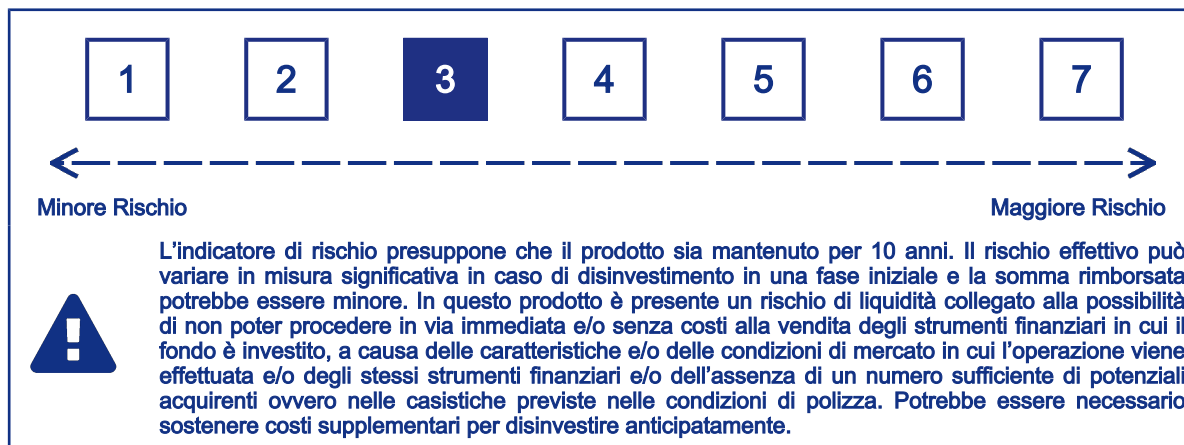 1 2 3 4 5 6 7
Minore Rischio Maggiore Rischio
L'indicatore di rischio presuppone che il prodotto sia mantenuto per 10 anni. Il rischio effettivo può
variare in misura significativa in caso di disinvestimento in una fase iniziale e la somma rimborsata
potrebbe essere minore. In questo prodotto è presente un rischio di liquidità collegato alla possibilità
di non poter procedere in via immediata e/o senza costi alla vendita degli strumenti finanziari in cui il
fondo è investito, a causa delle caratteristiche e/o delle condizioni di mercato in cui l'operazione viene
effettuata e/o degli stessi strumenti finanziari e/o dell'assenza di un numero sufficiente di potenziali
acquirenti ovvero nelle casistiche previste nelle condizioni di polizza. Potrebbe essere necessario
sostenere costi supplementari per disinvestire anticipatamente.